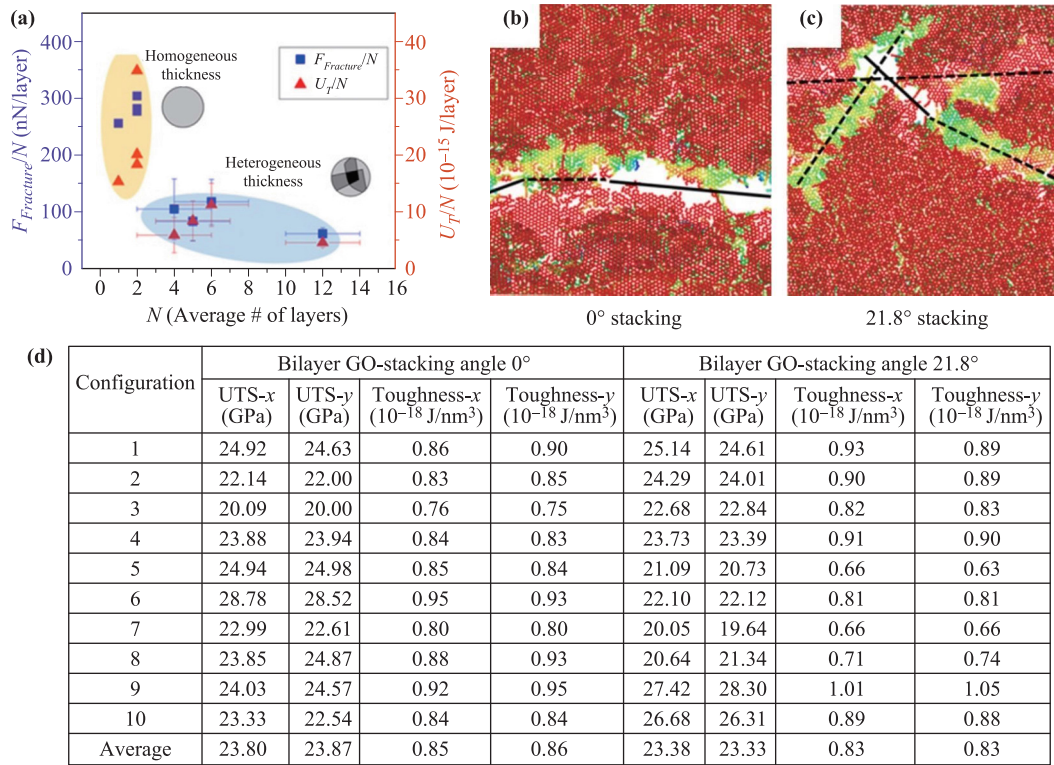 (a)
F_Fracture/N (nN/layer)
400
300
200
100
0
Homogeneous
thickness
F_Fracture/N
U_T/N
Heterogeneous
thickness
40
30
20
10
0
U_T/N (10⁻¹⁵ J/layer)
0 2 4 6 8 10 12 14 16
N (Average # of layers)
(b)
0° stacking
(c)
21.8° stacking
(d)
Configuration Bilayer GO-stacking angle 0° Bilayer GO-stacking angle 21.8°
UTS-x UTS-y Toughness-x Toughness-y UTS-x UTS-y Toughness-x Toughness-y
(GPa) (GPa) (10⁻¹⁸ J/nm³) (10⁻¹⁸ J/nm³) (GPa) (GPa) (10⁻¹⁸ J/nm³) (10⁻¹⁸ J/nm³)
1 24.92 24.63 0.86 0.90 25.14 24.61 0.93 0.89
2 22.14 22.00 0.83 0.85 24.29 24.01 0.90 0.89
3 20.09 20.00 0.76 0.75 22.68 22.84 0.82 0.83
4 23.88 23.94 0.84 0.83 23.73 23.39 0.91 0.90
5 24.94 24.98 0.85 0.84 21.09 20.73 0.66 0.63
6 28.78 28.52 0.95 0.93 22.10 22.12 0.81 0.81
7 22.99 22.61 0.80 0.80 20.05 19.64 0.66 0.66
8 23.85 24.87 0.88 0.93 20.64 21.34 0.71 0.74
9 24.03 24.57 0.92 0.95 27.42 28.30 1.01 1.05
10 23.33 22.54 0.84 0.84 26.68 26.31 0.89 0.88
Average 23.80 23.87 0.85 0.86 23.38 23.33 0.83 0.83